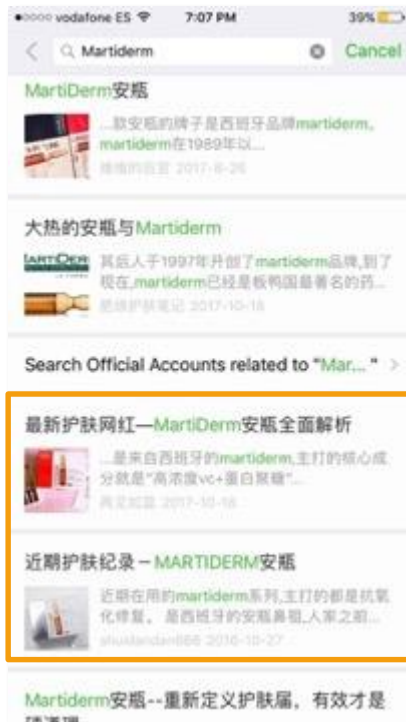 vodafone ES 7:07 PM 39%
Martiderm Cancel
MartiDerm安瓶
...款安瓶的牌子是西班牙品牌martiderm,
martiderm在1989年以...
2017-8-26
大热的安瓶与Martiderm
其后人于1997年开创了martiderm品牌,到了
现在,martiderm已经是板鸭国最著名的药...
2017-10-18
Search Official Accounts related to "Mar... " >
最新护肤网红—MartiDerm安瓶全面解析
...是来自西班牙的martiderm,主打的核心成
分就是"高浓度vc+蛋白聚糖"...
2017-10-16
近期护肤纪录－MARTIDERM安瓶
近期在用的martiderm系列,主打的都是抗氧
化修复。 是西班牙的安瓶鼻祖,人家之前...
2016-10-27
Martiderm安瓶--重新定义护肤届，有效才是